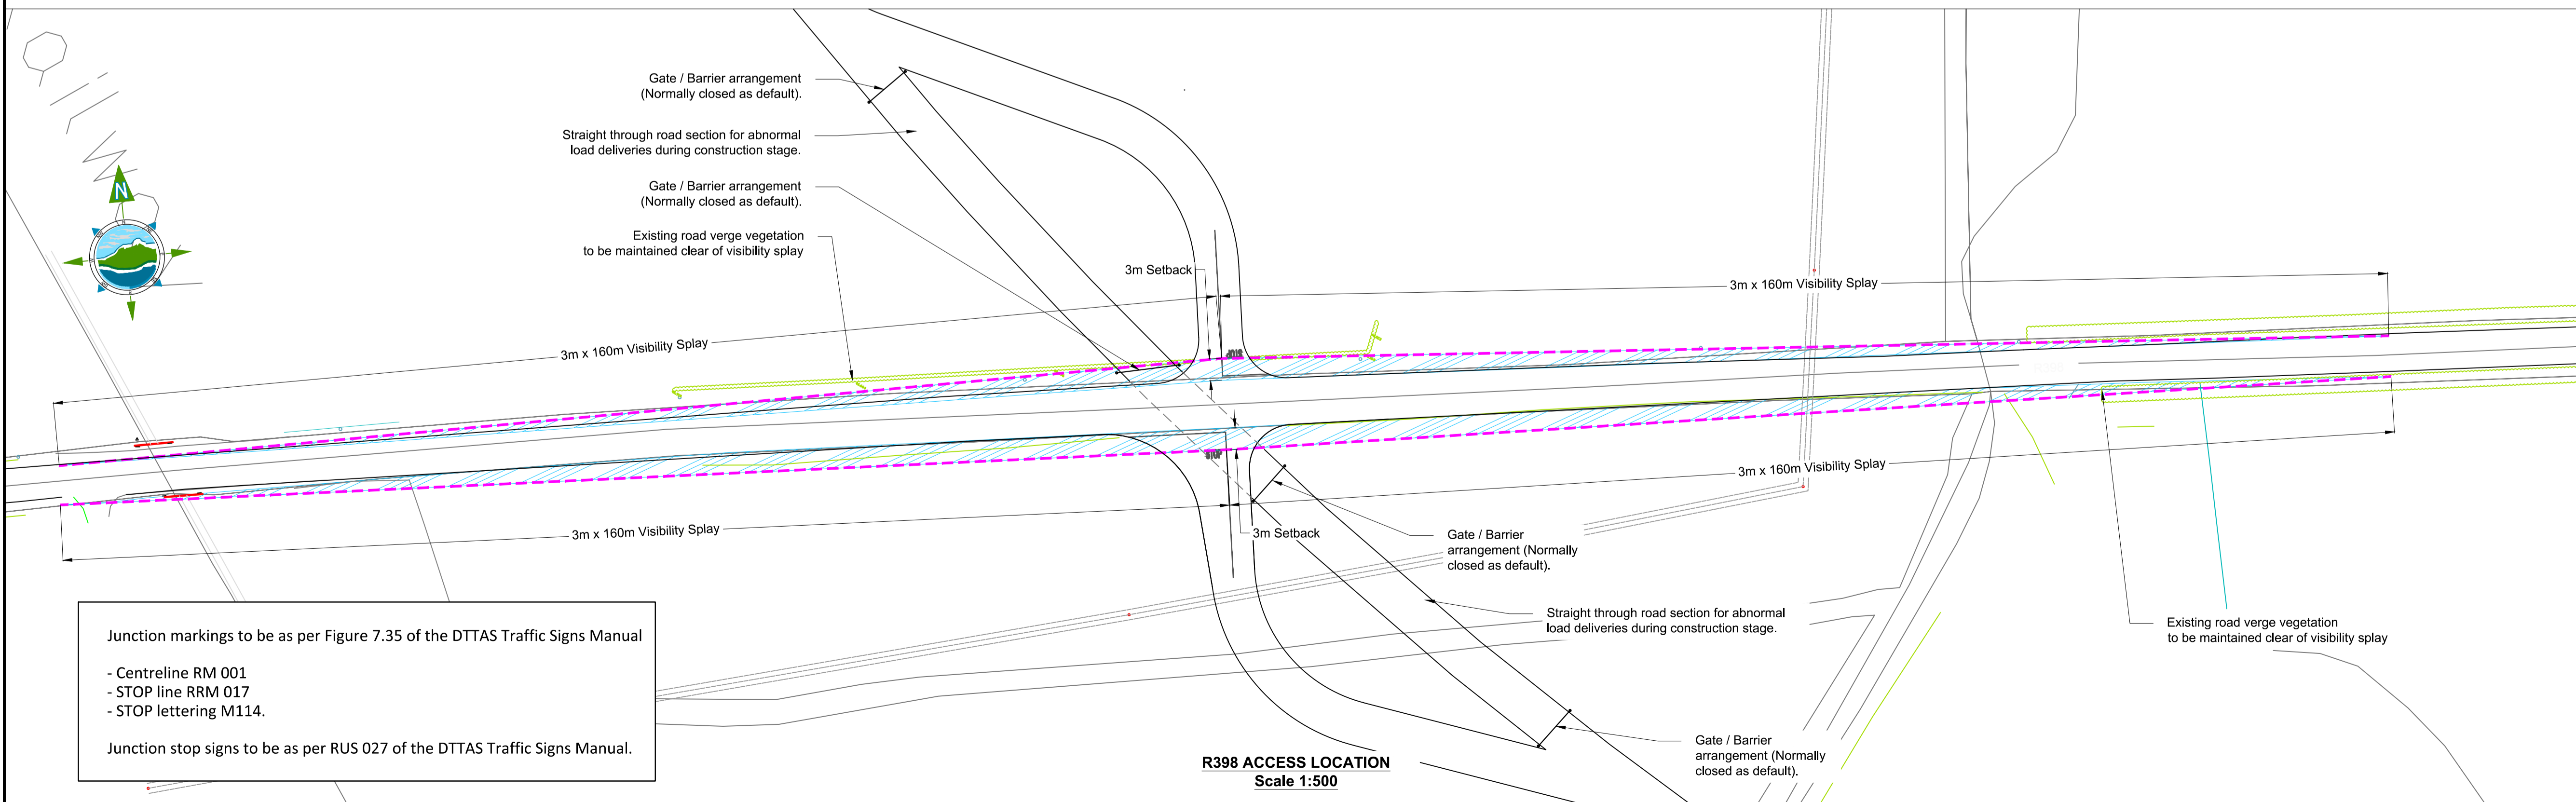 Gate / Barrier arrangement
(Normally closed as default).
Straight through road section for abnormal
load deliveries during construction stage.
Gate / Barrier arrangement
(Normally closed as default).
Existing road verge vegetation
to be maintained clear of visibility splay
N
3m Setback
3m x 160m Visibility Splay
3m x 160m Visibility Splay
STOP
STOP
3m x 160m Visibility Splay
3m x 160m Visibility Splay
3m Setback
Gate / Barrier
arrangement (Normally
closed as default).
Straight through road section for abnormal
load deliveries during construction stage.
Existing road verge vegetation
to be maintained clear of visibility splay
Gate / Barrier
arrangement (Normally
closed as default).
Junction markings to be as per Figure 7.35 of the DTTAS Traffic Signs Manual
- Centreline RM 001
- STOP line RRM 017
- STOP lettering M114.
Junction stop signs to be as per RUS 027 of the DTTAS Traffic Signs Manual.
R398 ACCESS LOCATION
Scale 1:500